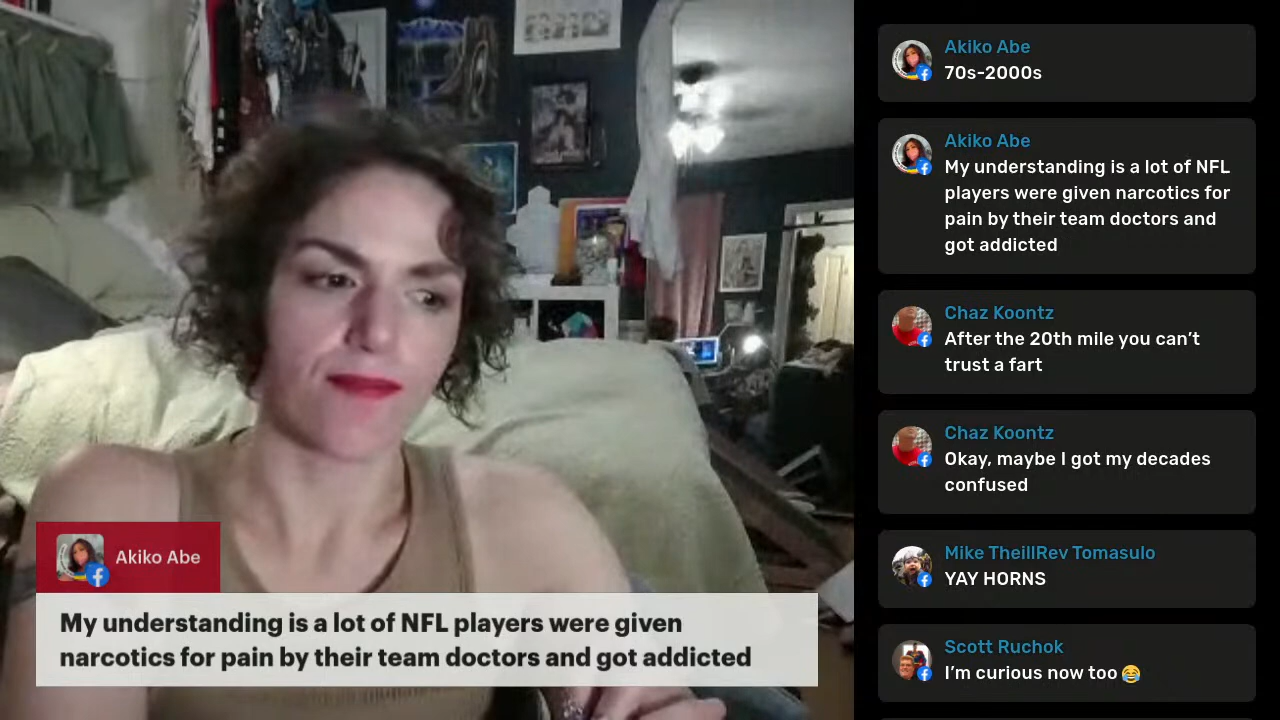 Akiko Abe
My understanding is a lot of NFL players were given
narcotics for pain by their team doctors and got addicted
Akiko Abe
70s-2000s
Akiko Abe
My understanding is a lot of NFL
players were given narcotics for
pain by their team doctors and
got addicted
Chaz Koontz
After the 20th mile you can't
trust a fart
Chaz Koontz
Okay, maybe I got my decades
confused
Mike TheillRev Tomasulo
YAY HORNS
Scott Ruchok
I'm curious now too 😂